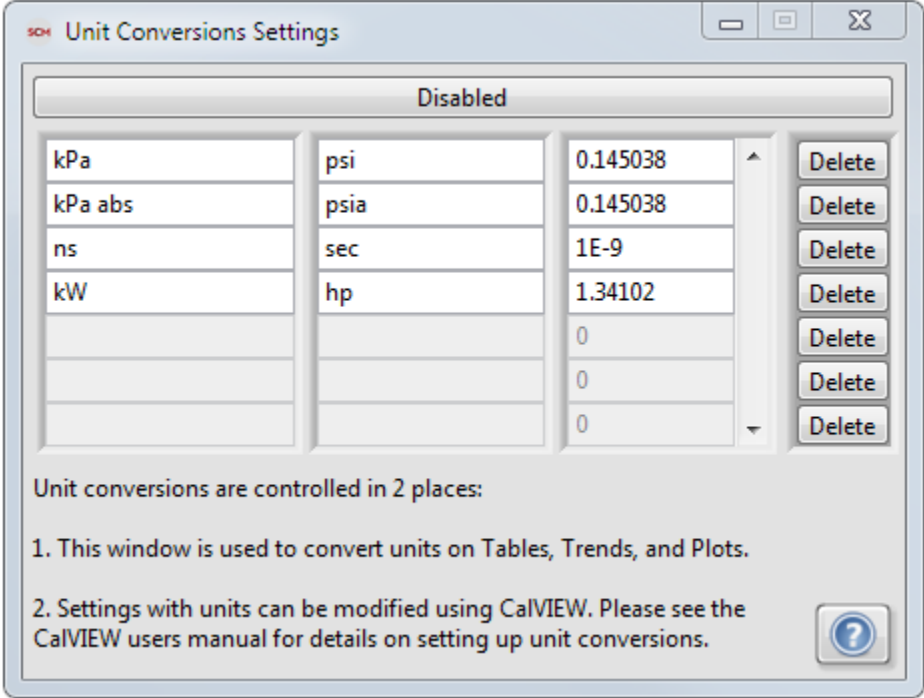 SCM Unit Conversions Settings
Disabled
kPa psi 0.145038 Delete
kPa abs psia 0.145038 Delete
ns sec 1E-9 Delete
kW hp 1.34102 Delete
0 Delete
0 Delete
0 Delete
Unit conversions are controlled in 2 places:
1. This window is used to convert units on Tables, Trends, and Plots.
2. Settings with units can be modified using CalVIEW. Please see the
CalVIEW users manual for details on setting up unit conversions.
?